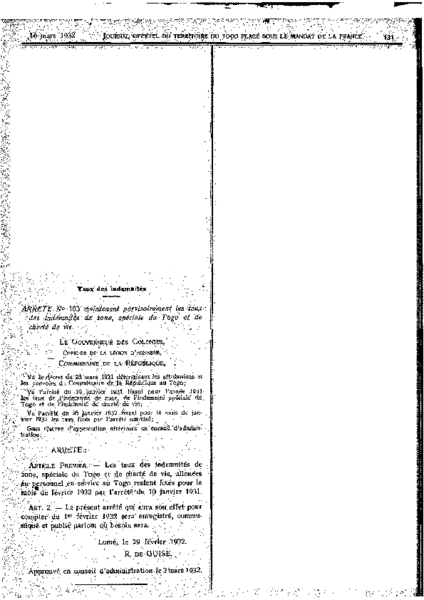 16 mars 1932 JOURNAL OFFICIEL DU TERRITOIRE DU TOGO PLACÉ SOUS LE MANDAT DE LA FRANCE 131
Taux des indemnités
ARRETE No 103 maintenant provisoirement les taux
des indemnités de zone, spéciale du Togo et de
cherté de vie.
LE GOUVERNEUR DES COLONIES,
OFFICIER DE LA LÉGION D'HONNEUR,
COMMISSAIRE DE LA RÉPUBLIQUE,
Vu le décret du 23 mars 1921 déterminant les attributions et
les pouvoirs du Commissaire de la République au Togo;
Vu l'arrêté du 10 janvier 1931 fixant pour l'année 1931
les taux de l'indemnité de zone, de l'indemnité spéciale du
Togo et de l'indemnité de cherté de vie;
Vu l'arrêté du 26 janvier 1932 fixant pour le mois de jan-
vier 1932 les taux fixés par l'arrêté susvisé;
Sous réserve d'approbation ultérieure en conseil d'adminis-
tration;
ARRETE:
ARTICLE PREMIER. — Les taux des indemnités de
zone, spéciale du Togo et de cherté de vie, allouées
au personnel en service au Togo restent fixés pour le
mois de février 1932 par l'arrêté du 10 janvier 1931.
ART. 2. — Le présent arrêté qui aura son effet pour
compter du 1er février 1932 sera enregistré, commu-
niqué et publié partout où besoin sera.
Lomé, le 29 février 1932.
R. DE GUISE.
Approuvé en conseil d'administration le 3 mars 1932.